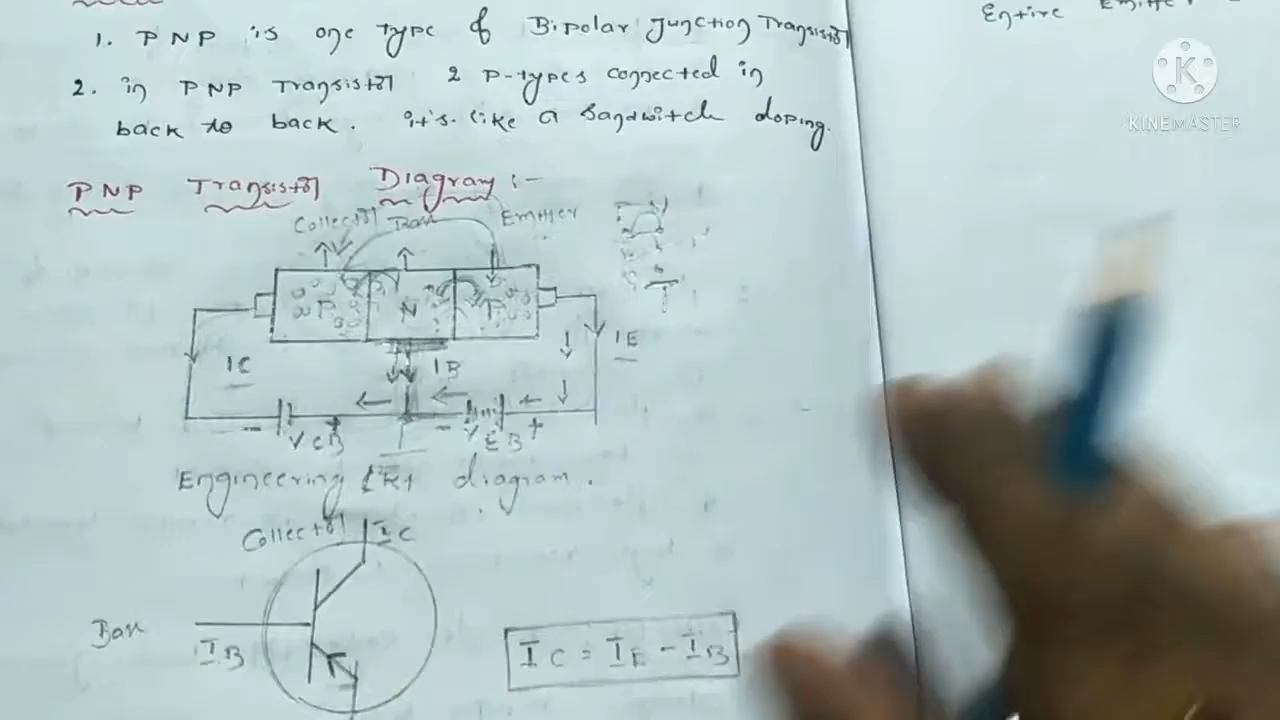 1. PNP is one type of Bipolar Junction Transistor
2. in PNP Transistor 2 P-types connected in
back to back. it's like a sandwitch doping.
PNP Transistor Diagram :-
Collector Base Emitter
P N P
IC IB IE
- VCB + - VEB +
Engineering CKT diagram.
Collector IC
Base
IB
IC = IE - IB
Entire Emitter
KINEMASTER